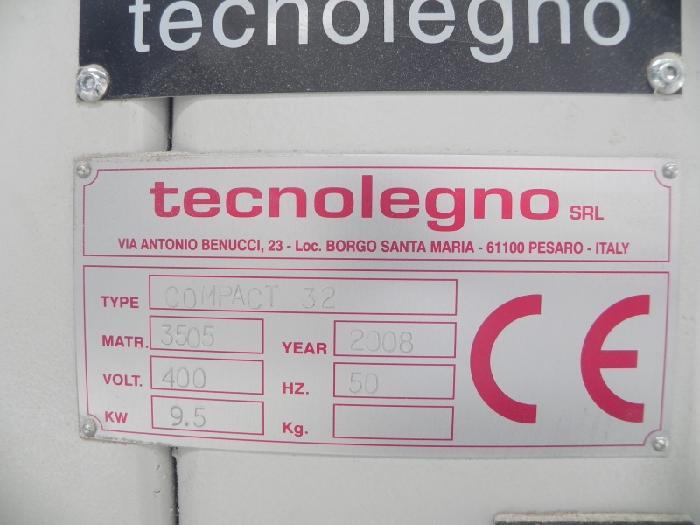 tecnolegno
tecnolegno SRL
VIA ANTONIO BENUCCI, 23 - Loc. BORGO SANTA MARIA - 61100 PESARO - ITALY
TYPE COMPACT 32
MATR. 3505 YEAR 2008
VOLT. 400 HZ. 50
KW 9.5 Kg.
CE